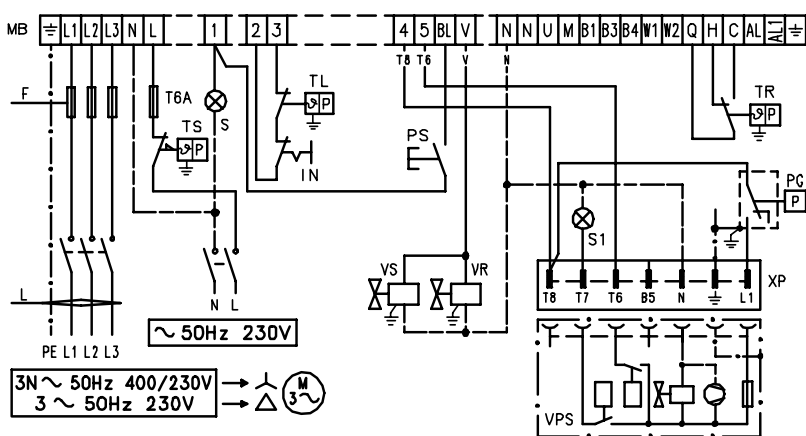 MB ⏚ L1 L2 L3 N L 1 2 3 4 5 BL V N N U M B1 B3 B4 W1 W2 Q H C AL AL1 ⏚
T8 T6 V N
F
T6A
S
TS
ϑ P
TL
ϑ P
IN
PS
TR
ϑ P
PG
P
S1
VS
VR
XP
T8 T7 T6 B5 N ⏚ L1
L
N L
PE L1 L2 L3
~ 50Hz 230V
3N ~ 50Hz 400/230V
3 ~ 50Hz 230V
M
3~
VPS